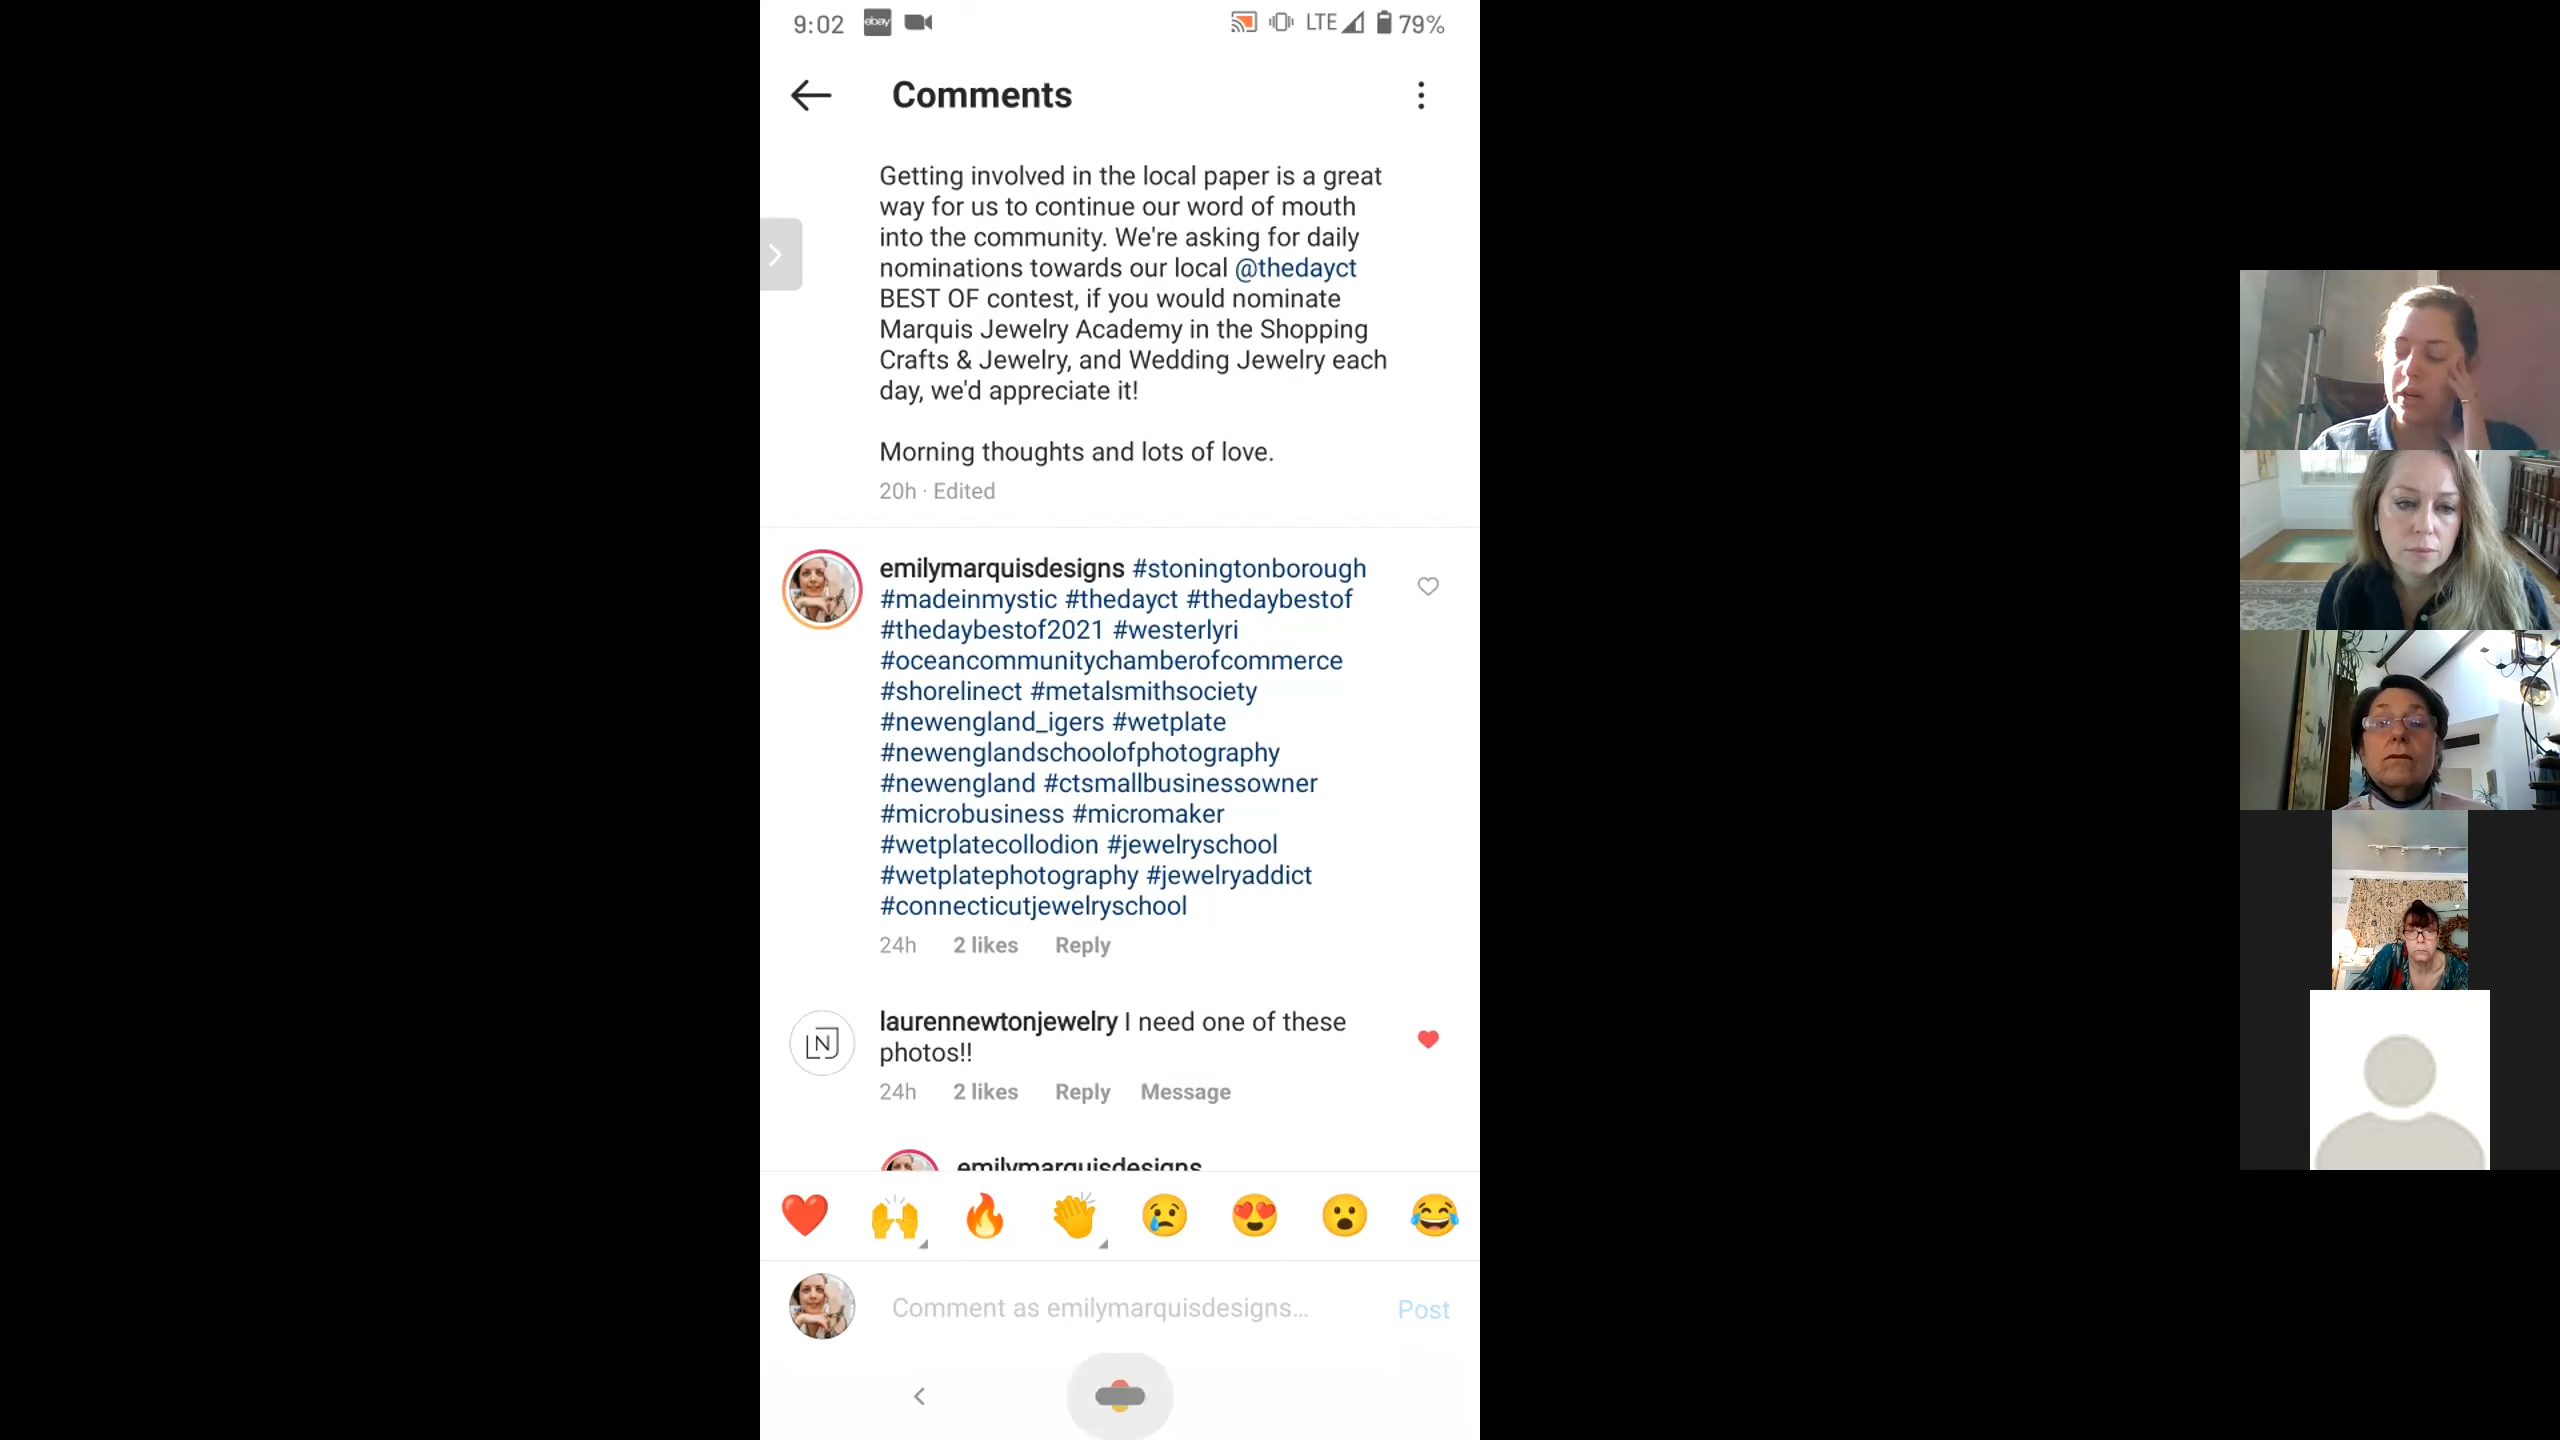 9:02 ebay LTE 79%
Comments
Getting involved in the local paper is a great
way for us to continue our word of mouth
into the community. We're asking for daily
nominations towards our local @thedayct
BEST OF contest, if you would nominate
Marquis Jewelry Academy in the Shopping
Crafts & Jewelry, and Wedding Jewelry each
day, we'd appreciate it!
Morning thoughts and lots of love.
20h · Edited
emilymarquisdesigns #stoningtonborough
#madeinmystic #thedayct #thedaybestof
#thedaybestof2021 #westerlyri
#oceancommunitychamberofcommerce
#shorelinect #metalsmithsociety
#newengland_igers #wetplate
#newenglandschoolofphotography
#newengland #ctsmallbusinessowner
#microbusiness #micromaker
#wetplatecollodion #jewelryschool
#wetplatephotography #jewelryaddict
#connecticutjewelryschool
24h 2 likes Reply
LN laurennewtonjewelry I need one of these
photos!!
24h 2 likes Reply Message
emilymarquisdesigns
Comment as emilymarquisdesigns... Post